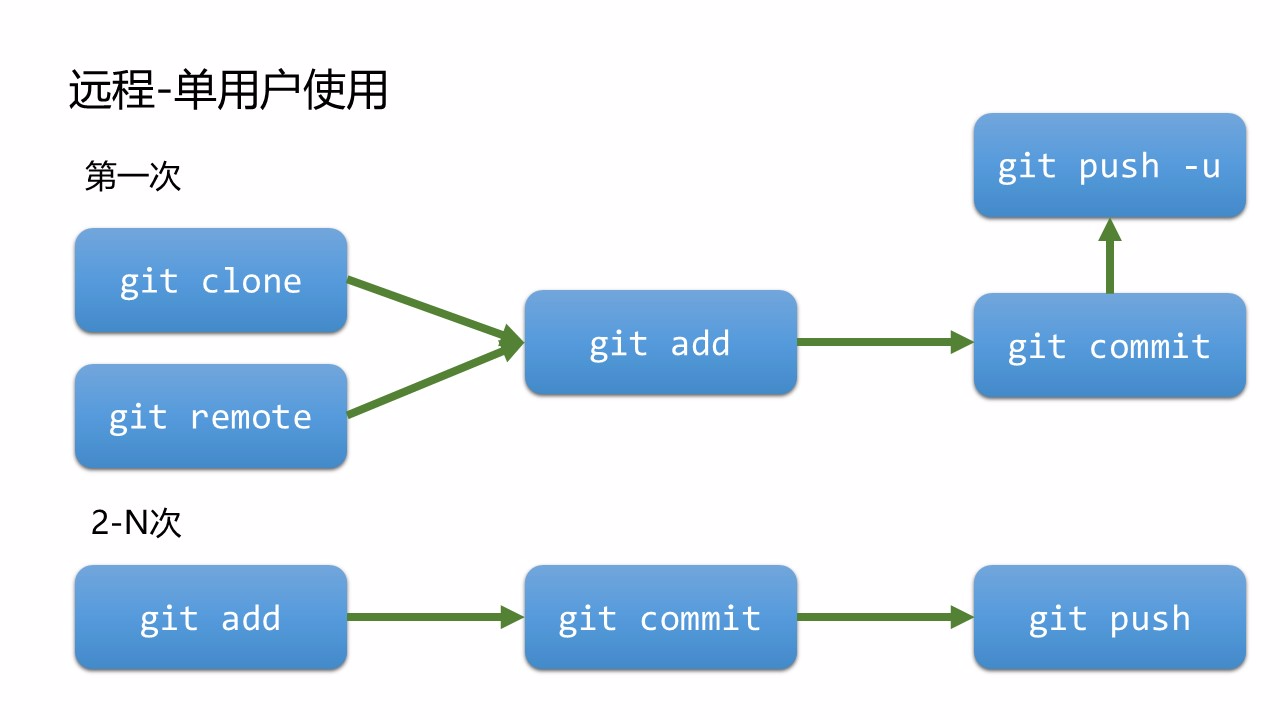 远程-单用户使用
第一次
git clone
git remote
git add
git commit
git push -u
2-N次
git add
git commit
git push